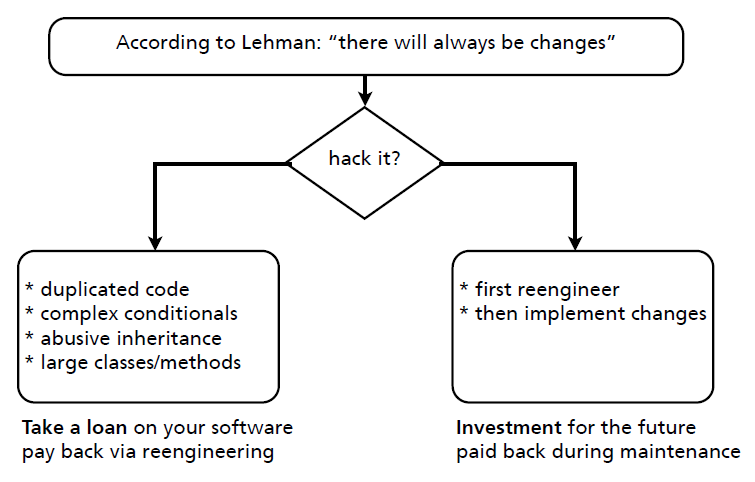 According to Lehman: “there will always be changes”
hack it?
* duplicated code
* complex conditionals
* abusive inheritance
* large classes/methods
* first reengineer
* then implement changes
Take a loan on your software
pay back via reengineering
Investment for the future
paid back during maintenance